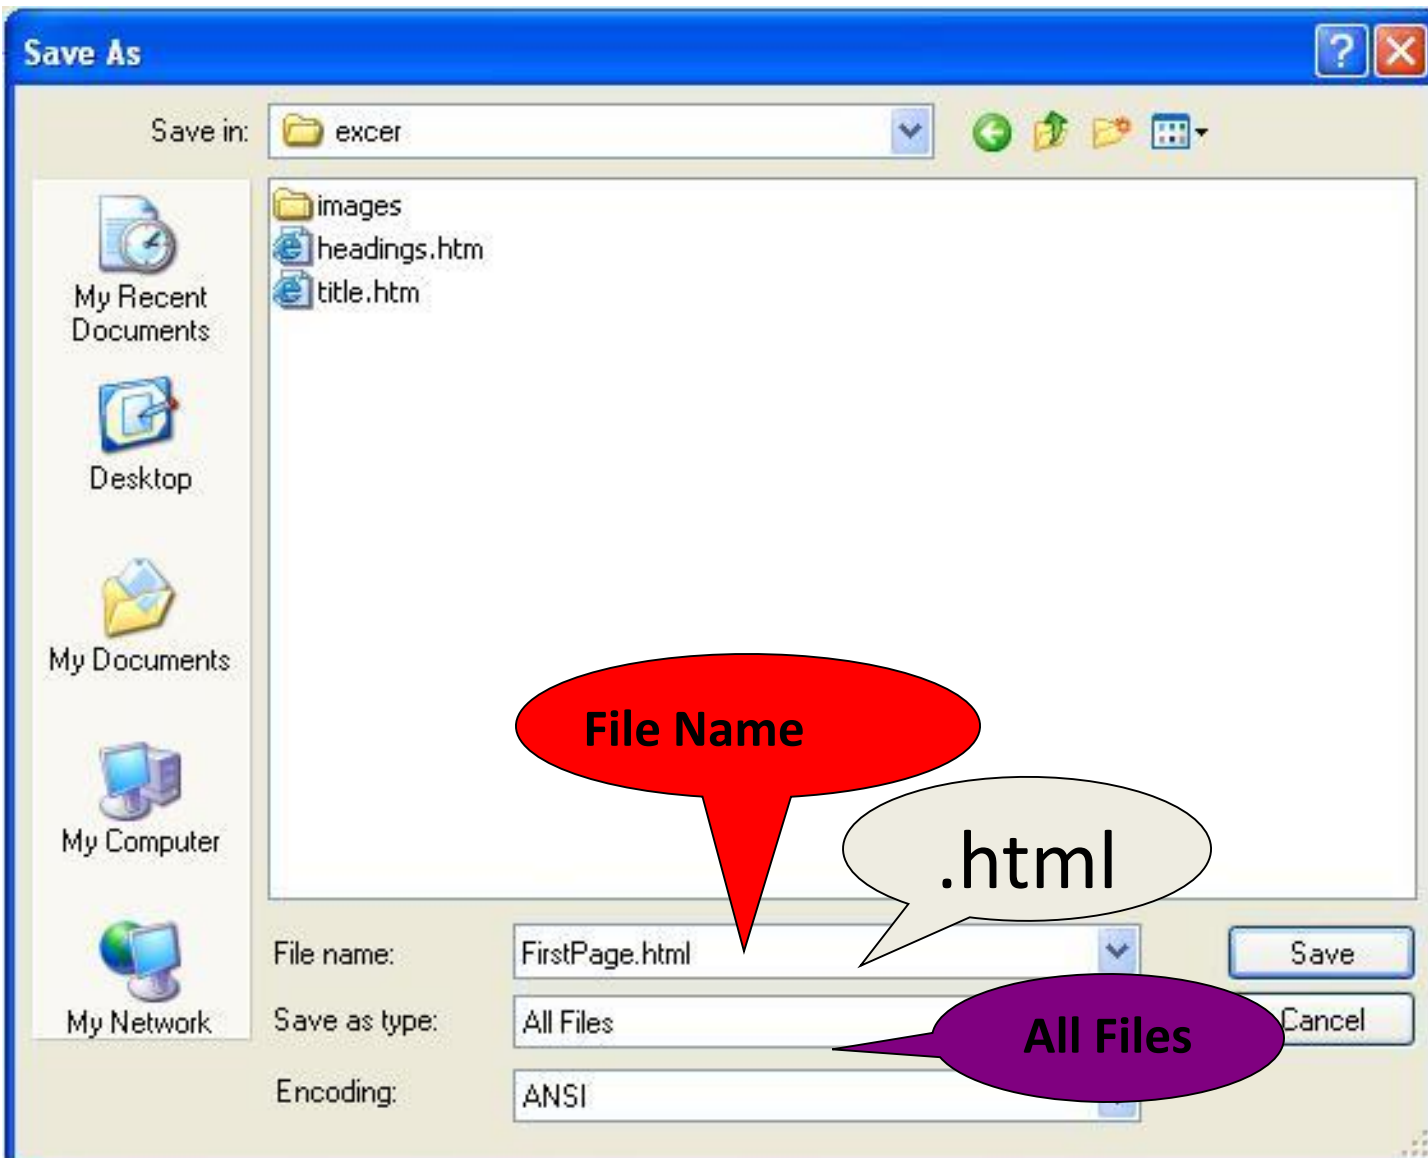 Save As
Save in:
excer
images
headings.htm
title.htm
My Recent
Documents
Desktop
My Documents
My Computer
My Network
File Name
.html
File name:
FirstPage.html
Save
Save as type:
All Files
All Files
Cancel
Encoding:
ANSI